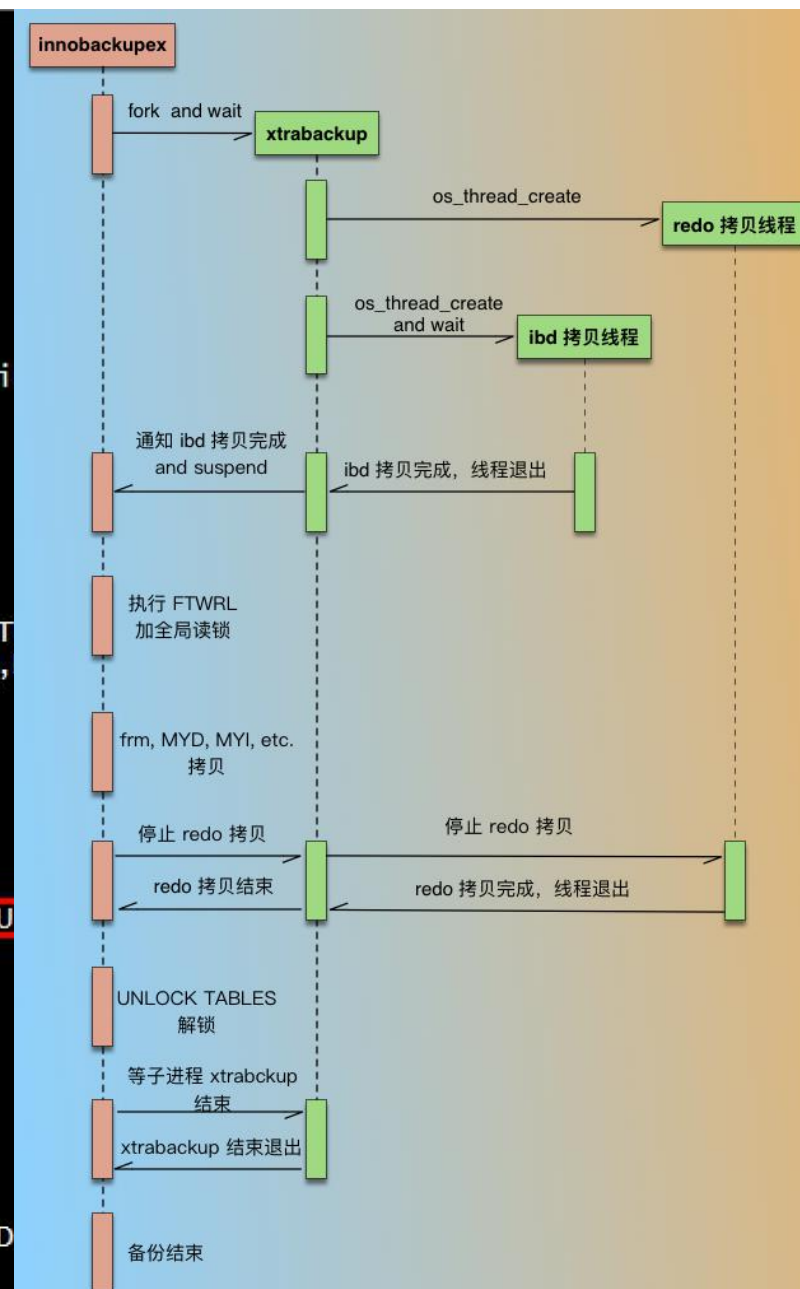 innobackupex
fork and wait
xtrabackup
os_thread_create
redo 拷贝线程
os_thread_create
and wait
ibd 拷贝线程
i
通知 ibd 拷贝完成
and suspend
ibd 拷贝完成，线程退出
执行 FTWRL
加全局读锁
T
,
frm, MYD, MYI, etc.
拷贝
停止 redo 拷贝
停止 redo 拷贝
redo 拷贝结束
redo 拷贝完成，线程退出
U
UNLOCK TABLES
解锁
等子进程 xtrabckup
结束
xtrabackup 结束退出
D
备份结束